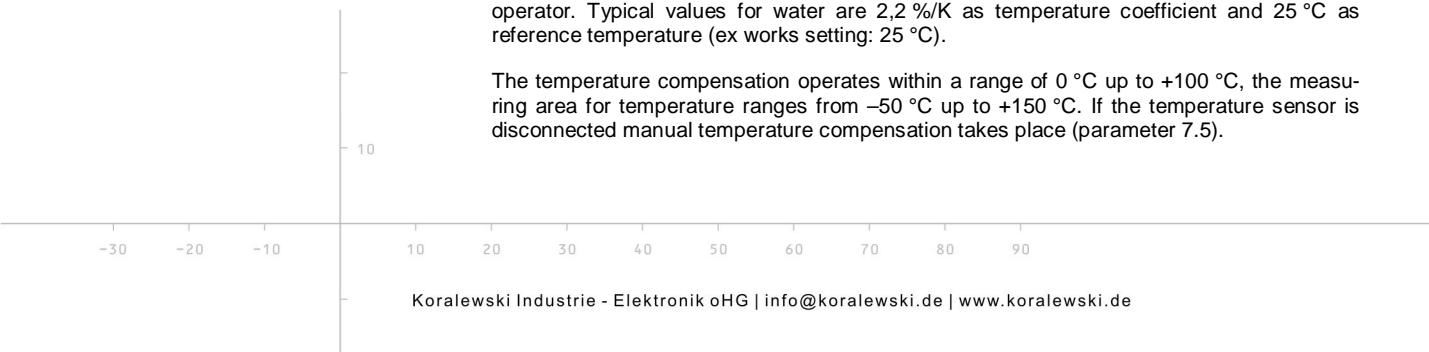 operator. Typical values for water are 2,2 %/K as temperature coefficient and 25 °C as
reference temperature (ex works setting: 25 °C).
The temperature compensation operates within a range of 0 °C up to +100 °C, the measu-
ring area for temperature ranges from –50 °C up to +150 °C. If the temperature sensor is
disconnected manual temperature compensation takes place (parameter 7.5).
10
-30 -20 -10 10 20 30 40 50 60 70 80 90
Koralewski Industrie - Elektronik oHG | info@koralewski.de | www.koralewski.de